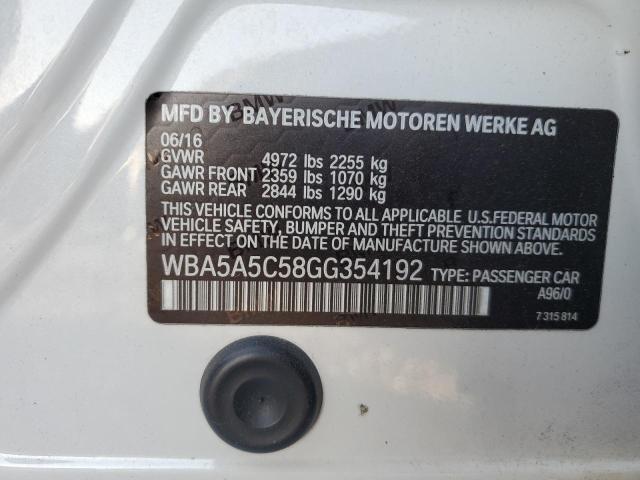 MFD BY BAYERISCHE MOTOREN WERKE AG
06/16
GVWR 4972 lbs 2255 kg
GAWR FRONT 2359 lbs 1070 kg
GAWR REAR 2844 lbs 1290 kg
THIS VEHICLE CONFORMS TO ALL APPLICABLE U.S.FEDERAL MOTOR
VEHICLE SAFETY, BUMPER AND THEFT PREVENTION STANDARDS
IN EFFECT ON THE DATE OF MANUFACTURE SHOWN ABOVE.
WBA5A5C58GG354192 TYPE: PASSENGER CAR
A96/0
7 315 814